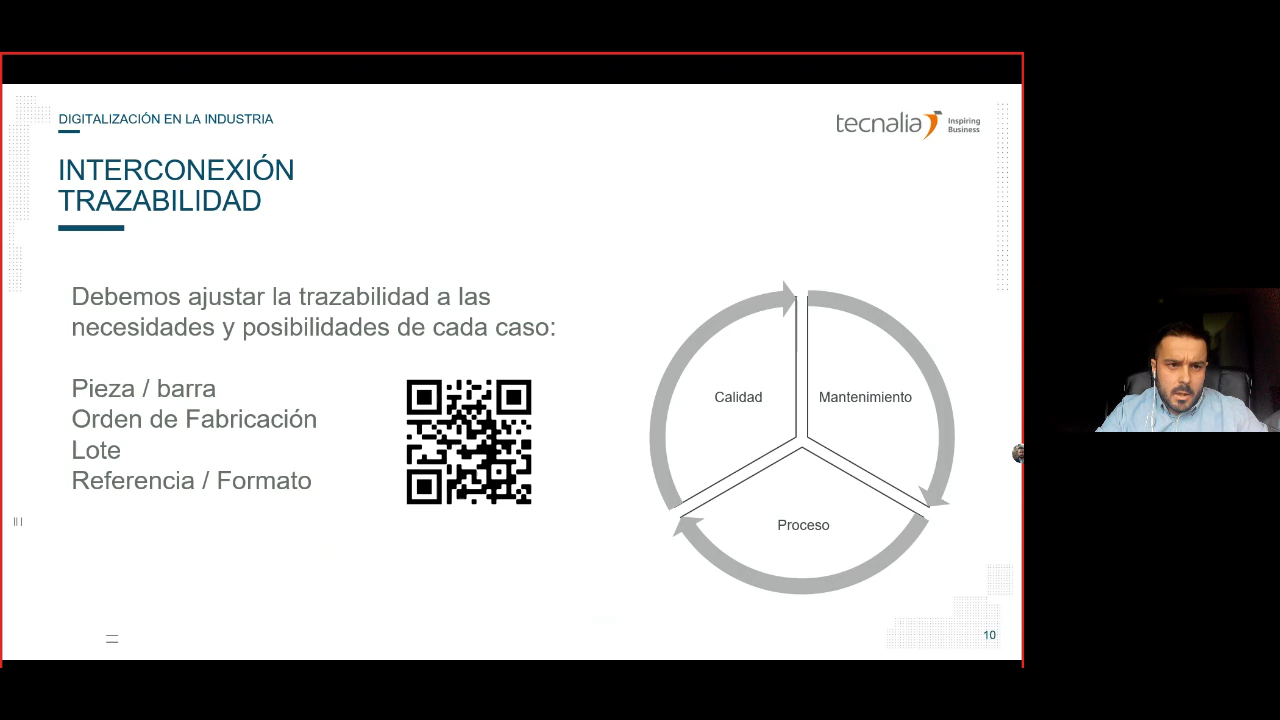 DIGITALIZACIÓN EN LA INDUSTRIA
tecnalia Inspiring
Business
INTERCONEXIÓN
TRAZABILIDAD
Debemos ajustar la trazabilidad a las
necesidades y posibilidades de cada caso:
Pieza / barra
Orden de Fabricación
Lote
Referencia / Formato
Calidad
Mantenimiento
Proceso
10